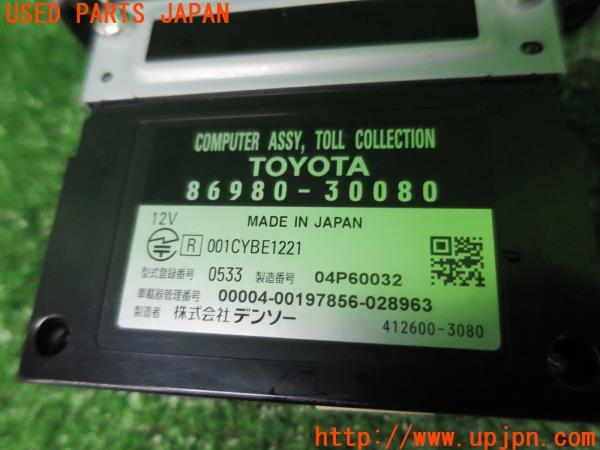 USED PARTS JAPAN
COMPUTER ASSY, TOLL COLLECTION
TOYOTA
86980-30080
12V
MADE IN JAPAN
R 001CYBE1221
型式登録番号 0533 製造番号 04P60032
車載器管理番号 00004-00197856-028963
製造者 株式会社デンソー
412600-3080
http://www.upjpn.com/